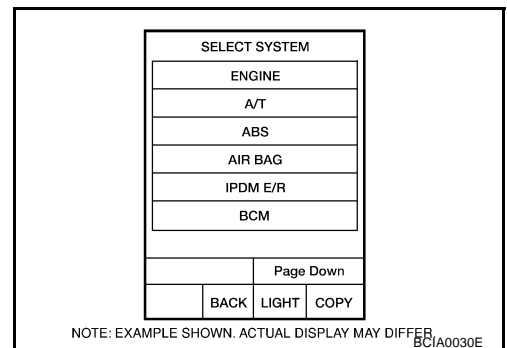 SELECT SYSTEM
ENGINE
A/T
ABS
AIR BAG
IPDM E/R
BCM
Page Down
BACK LIGHT COPY
NOTE: EXAMPLE SHOWN. ACTUAL DISPLAY MAY DIFFER.
BCIA0030E